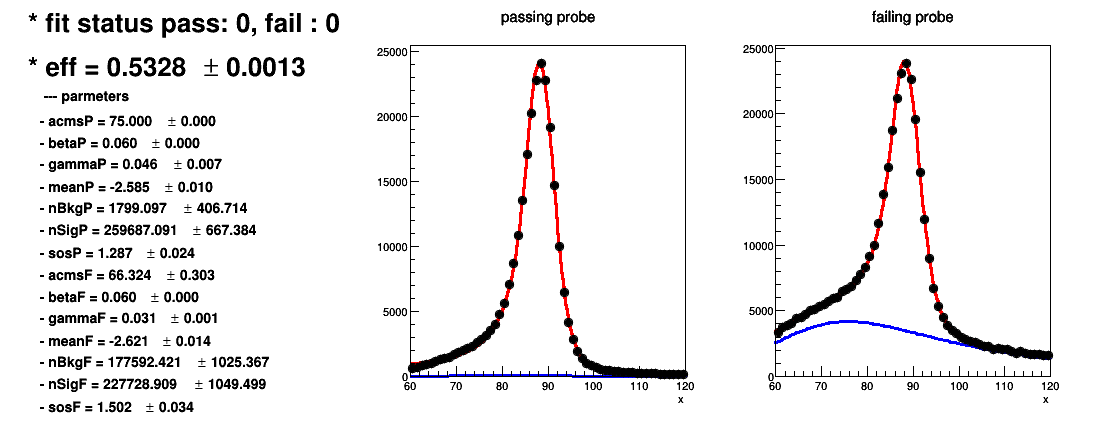 * fit status pass: 0, fail : 0
* eff = 0.5328 ± 0.0013
--- parmeters
- acmsP = 75.000 ± 0.000
- betaP = 0.060 ± 0.000
- gammaP = 0.046 ± 0.007
- meanP = -2.585 ± 0.010
- nBkgP = 1799.097 ± 406.714
- nSigP = 259687.091 ± 667.384
- sosP = 1.287 ± 0.024
- acmsF = 66.324 ± 0.303
- betaF = 0.060 ± 0.000
- gammaF = 0.031 ± 0.001
- meanF = -2.621 ± 0.014
- nBkgF = 177592.421 ± 1025.367
- nSigF = 227728.909 ± 1049.499
- sosF = 1.502 ± 0.034
passing probe
25000
20000
15000
10000
5000
0
60 70 80 90 100 110 120
x
failing probe
25000
20000
15000
10000
5000
0
60 70 80 90 100 110 120
x